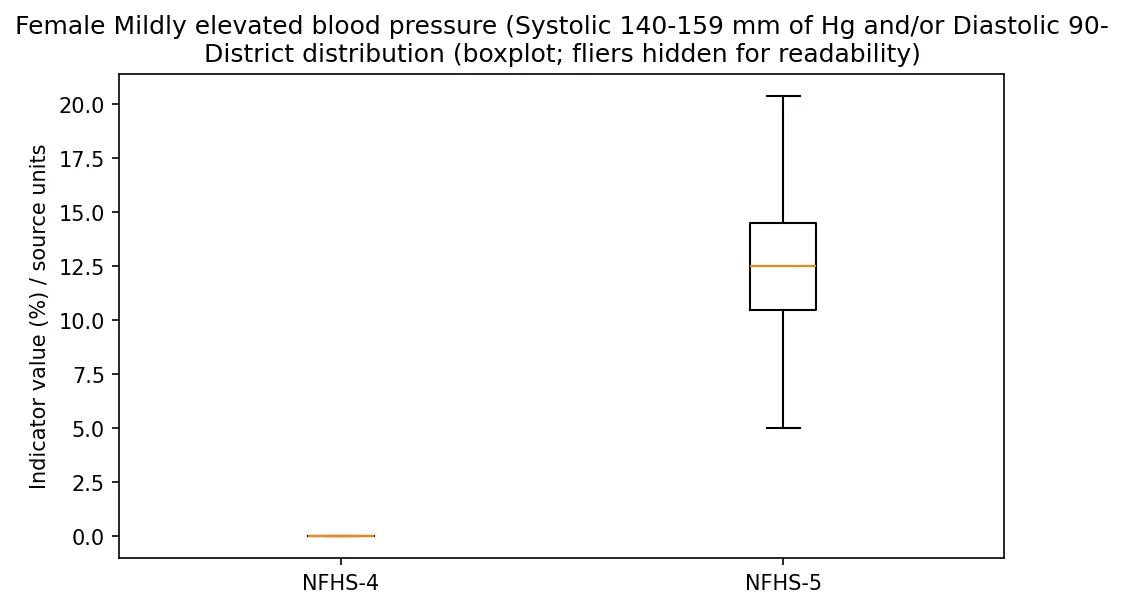 Female Mildly elevated blood pressure (Systolic 140-159 mm of Hg and/or Diastolic 90-
District distribution (boxplot; fliers hidden for readability)
Indicator value (%) / source units
20.0
17.5
15.0
12.5
10.0
7.5
5.0
2.5
0.0
NFHS-4
NFHS-5